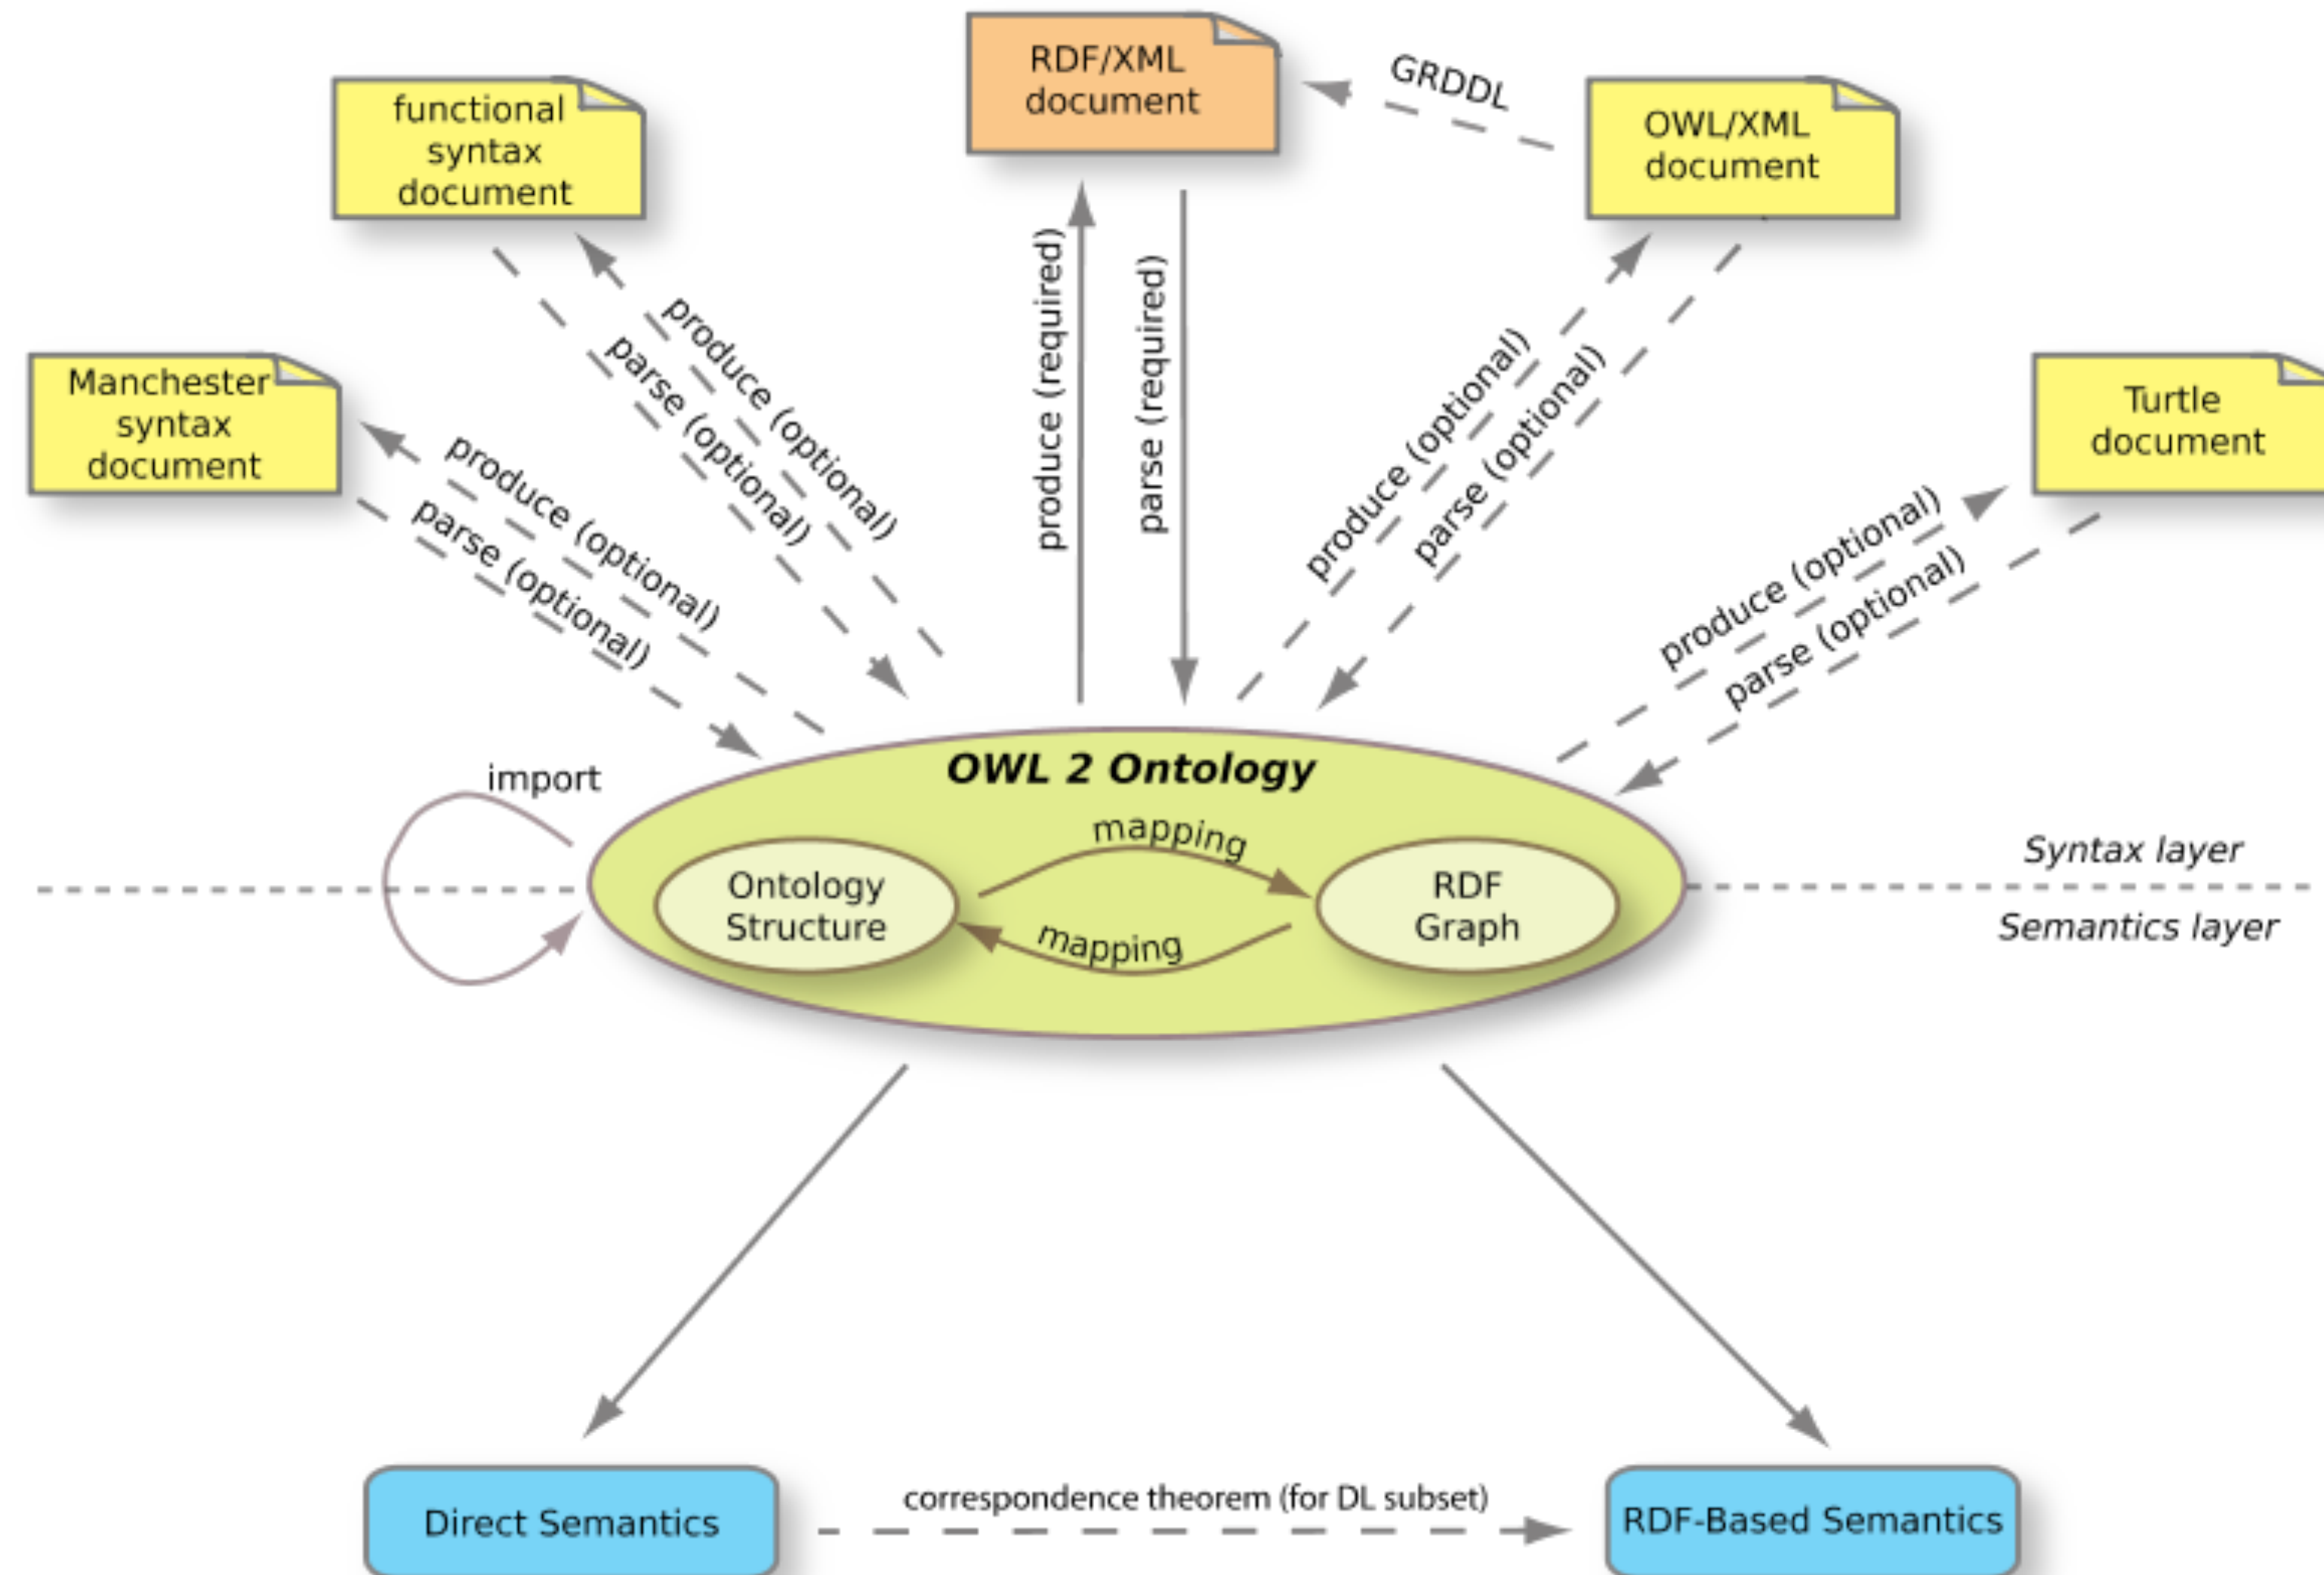 RDF/XML
document
GRDDL
functional
syntax
document
OWL/XML
document
Manchester
syntax
document
Turtle
document
produce (optional)
parse (optional)
produce (optional)
parse (optional)
produce (required)
parse (required)
produce (optional)
parse (optional)
produce (optional)
parse (optional)
import
OWL 2 Ontology
mapping
Ontology
Structure
RDF
Graph
mapping
Syntax layer
Semantics layer
correspondence theorem (for DL subset)
Direct Semantics
RDF-Based Semantics